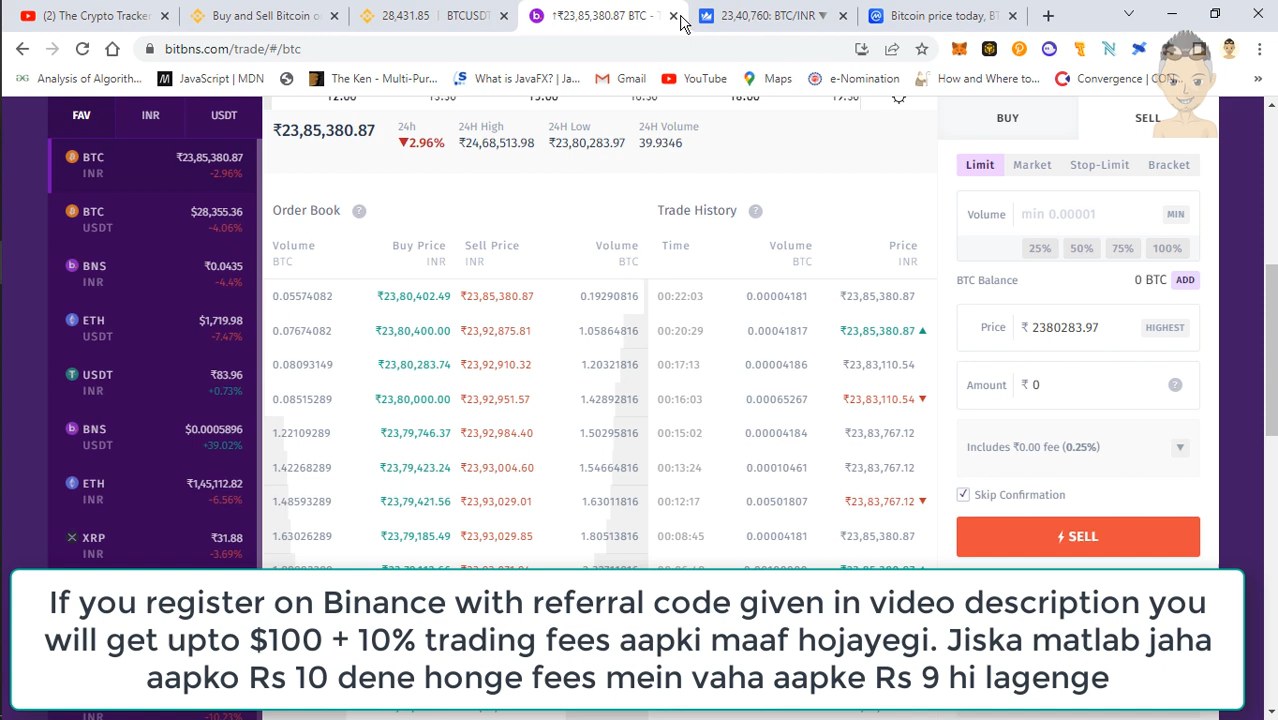 (2) The Crypto Tracker
Buy and Sell Bitcoin o
28,431.85 | BTCUSDT
↑₹23,85,380.87 BTC - T
23,40,760: BTC/INR ▼
Bitcoin price today, BT
bitbns.com/trade/#/btc
Analysis of Algorith...
JavaScript | MDN
The Ken - Multi-Pur...
What is JavaFX? | Ja...
Gmail
YouTube
Maps
e-Nomination
How and Where to...
Convergence | CON...
FAV INR USDT
BTC ₹23,85,380.87
INR -2.96%
BTC $28,355.36
USDT -4.06%
BNS ₹0.0435
INR -4.4%
ETH $1,719.98
USDT -7.47%
USDT ₹83.96
INR +0.73%
BNS $0.0005896
USDT +39.02%
ETH ₹1,45,112.82
INR -6.56%
XRP ₹31.88
INR -3.69%
-10.23%
12:00 13:30 15:00 16:30 18:00 19:30
₹23,85,380.87
24h 24H High 24H Low 24H Volume
▼2.96% ₹24,68,513.98 ₹23,80,283.97 39.9346
Order Book
Volume Buy Price Sell Price Volume
BTC INR INR BTC
0.05574082 ₹23,80,402.49 ₹23,85,380.87 0.19290816
0.07674082 ₹23,80,400.00 ₹23,92,875.81 1.05864816
0.08093149 ₹23,80,283.74 ₹23,92,910.32 1.20321816
0.08515289 ₹23,80,000.00 ₹23,92,951.57 1.42892816
1.22109289 ₹23,79,746.37 ₹23,92,984.40 1.50295816
1.42268289 ₹23,79,423.24 ₹23,93,004.60 1.54664816
1.48593289 ₹23,79,421.56 ₹23,93,029.01 1.63011816
1.63026289 ₹23,79,185.49 ₹23,93,029.85 1.80513816
Trade History
Time Volume Price
BTC INR
00:22:03 0.00004181 ₹23,85,380.87
00:20:29 0.00041817 ₹23,85,380.87 ▲
00:17:13 0.00004186 ₹23,83,110.54
00:16:03 0.00065267 ₹23,83,110.54 ▼
00:15:02 0.00004184 ₹23,83,767.12
00:13:24 0.00010461 ₹23,83,767.12
00:12:17 0.00501807 ₹23,83,767.12 ▼
00:08:45 0.00004181 ₹23,85,380.87
BUY SELL
Limit Market Stop-Limit Bracket
Volume min 0.00001 MIN
25% 50% 75% 100%
BTC Balance 0 BTC ADD
Price ₹ 2380283.97 HIGHEST
Amount ₹ 0
Includes ₹0.00 fee (0.25%)
Skip Confirmation
SELL
If you register on Binance with referral code given in video description you
will get upto $100 + 10% trading fees aapki maaf hojayegi. Jiska matlab jaha
aapko Rs 10 dene honge fees mein vaha aapke Rs 9 hi lagenge